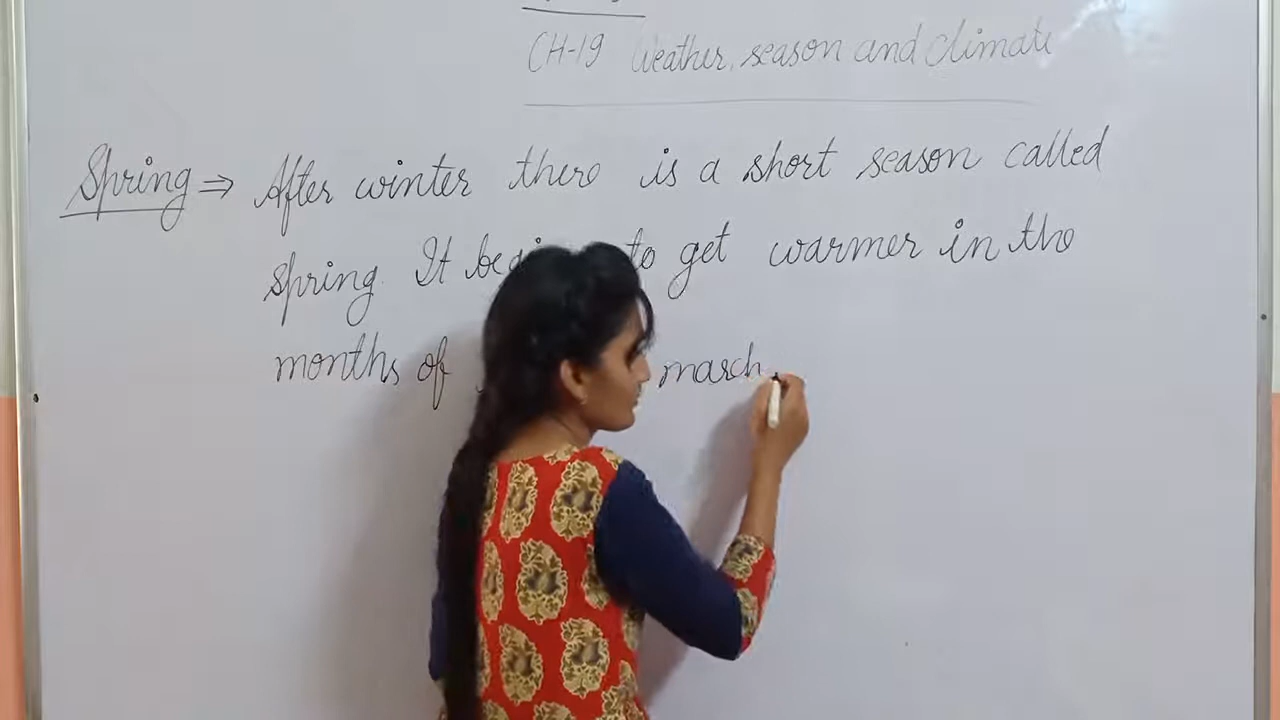 CH-19 Weather, season and climate
Spring ⇒ After winter there is a short season called
spring. It to get warmer in the
months of march.